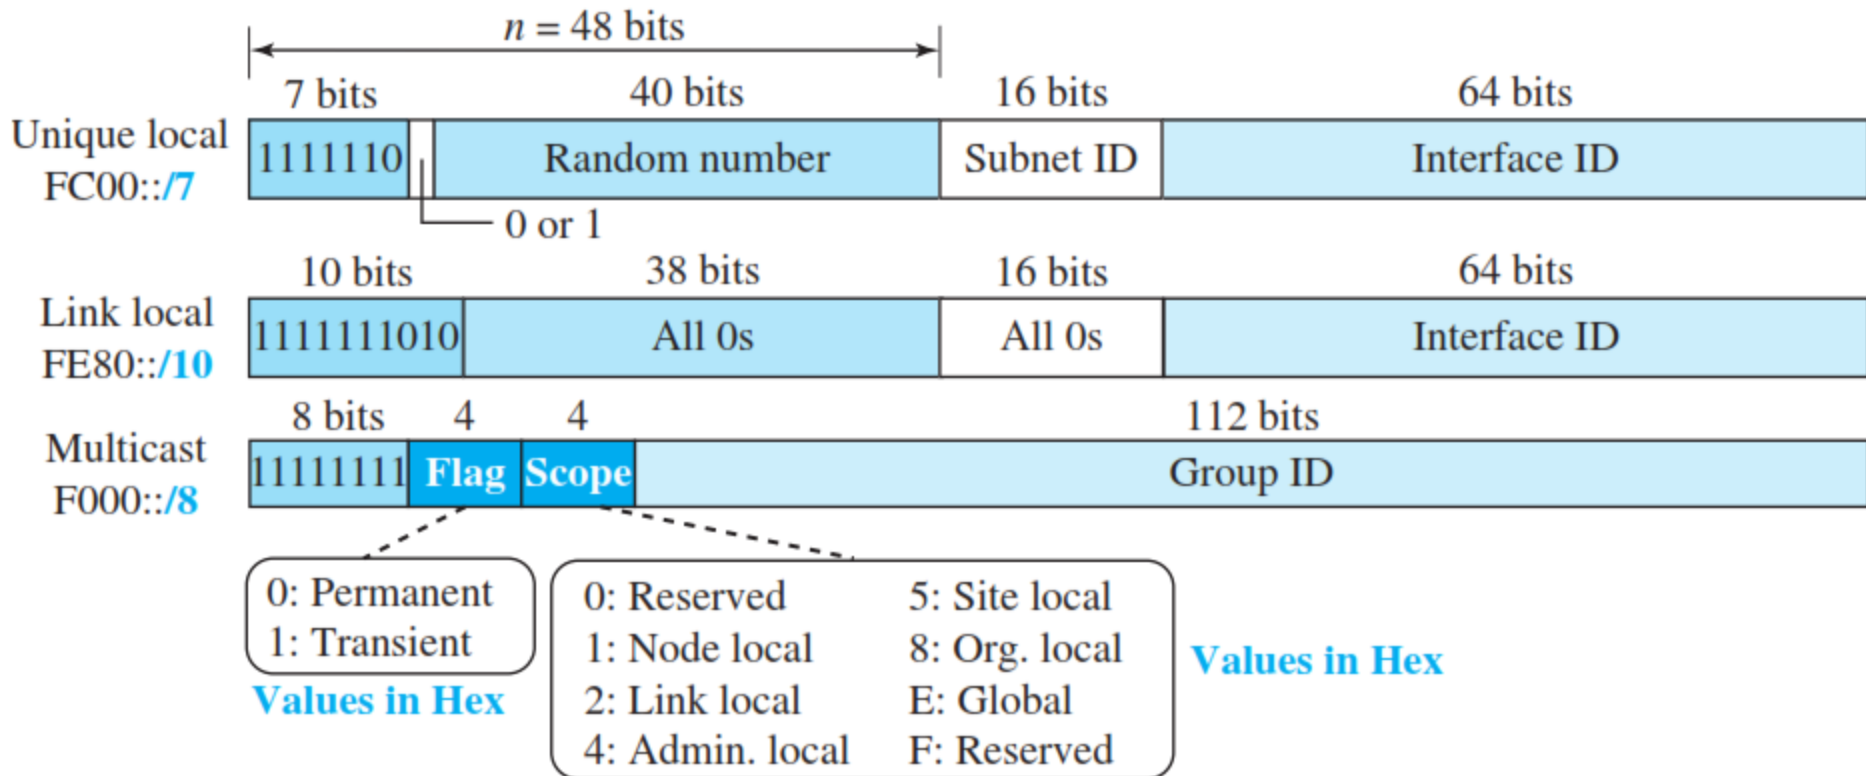 n = 48 bits
7 bits 40 bits 16 bits 64 bits
Unique local
FC00::/7
1111110 Random number Subnet ID Interface ID
0 or 1
10 bits 38 bits 16 bits 64 bits
Link local
FE80::/10
1111111010 All 0s All 0s Interface ID
8 bits 4 4 112 bits
Multicast
F000::/8
11111111 Flag Scope Group ID
0: Permanent
1: Transient
Values in Hex
0: Reserved 5: Site local
1: Node local 8: Org. local
2: Link local E: Global
4: Admin. local F: Reserved
Values in Hex